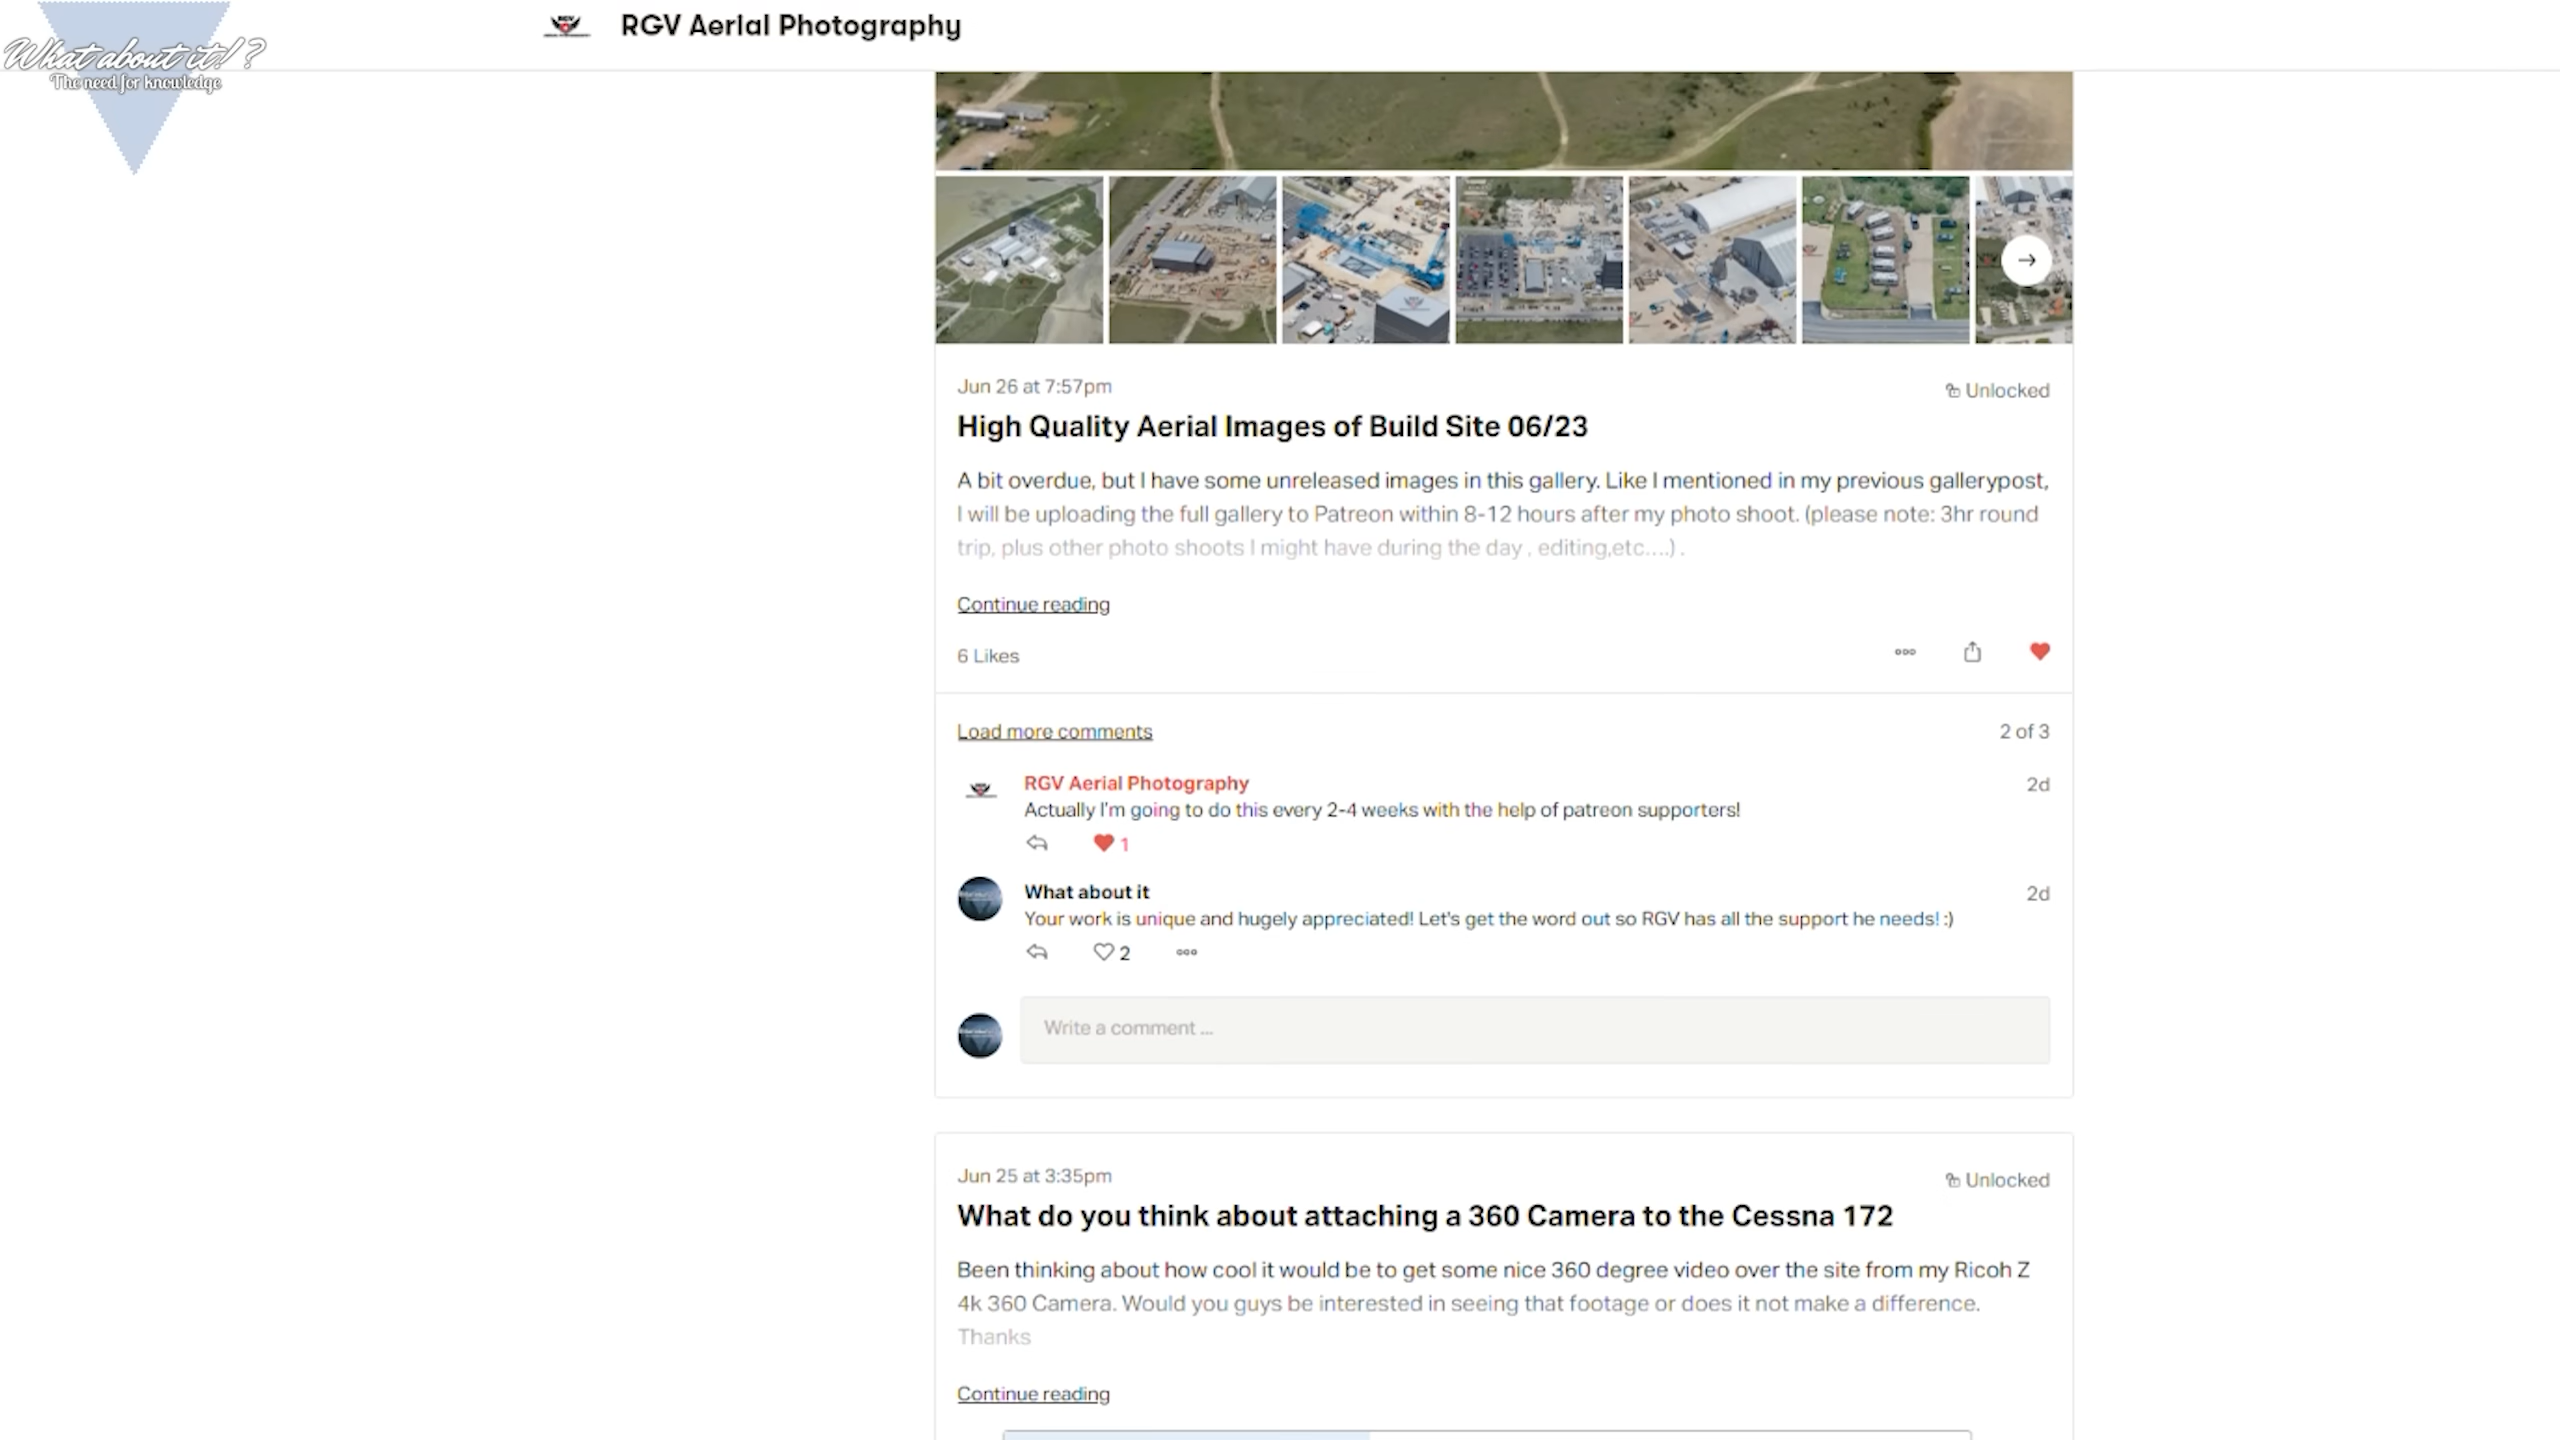 What about it!?
The need for knowledge
RGV Aerial Photography
Jun 26 at 7:57pm
Unlocked
High Quality Aerial Images of Build Site 06/23
A bit overdue, but I have some unreleased images in this gallery. Like I mentioned in my previous gallerypost,
I will be uploading the full gallery to Patreon within 8-12 hours after my photo shoot. (please note: 3hr round
trip, plus other photo shoots I might have during the day , editing,etc....) .
Continue reading
6 Likes
Load more comments
2 of 3
RGV Aerial Photography
2d
Actually I'm going to do this every 2-4 weeks with the help of patreon supporters!
1
What about it
2d
Your work is unique and hugely appreciated! Let's get the word out so RGV has all the support he needs! :)
2
Write a comment ...
Jun 25 at 3:35pm
Unlocked
What do you think about attaching a 360 Camera to the Cessna 172
Been thinking about how cool it would be to get some nice 360 degree video over the site from my Ricoh Z
4k 360 Camera. Would you guys be interested in seeing that footage or does it not make a difference.
Thanks
Continue reading